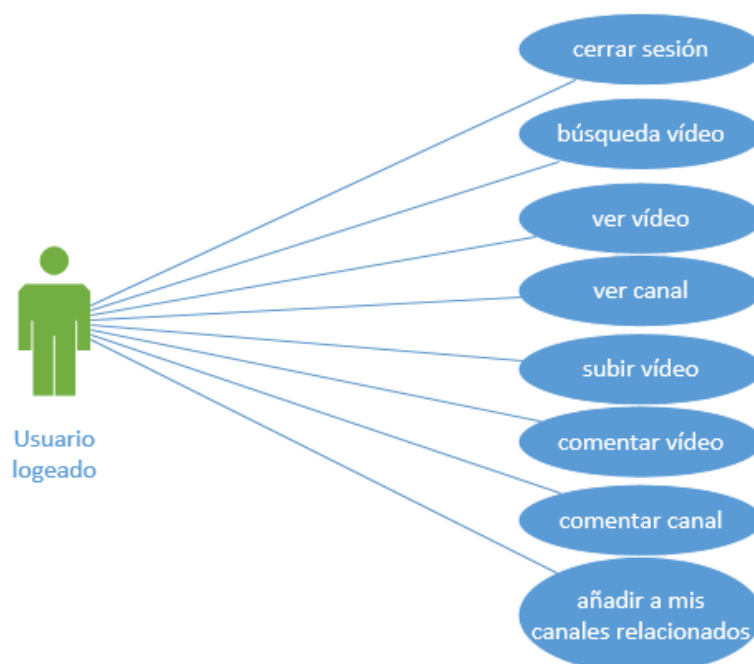 cerrar sesión
búsqueda vídeo
ver vídeo
ver canal
subir vídeo
Usuario
logeado
comentar vídeo
comentar canal
añadir a mis
canales relacionados